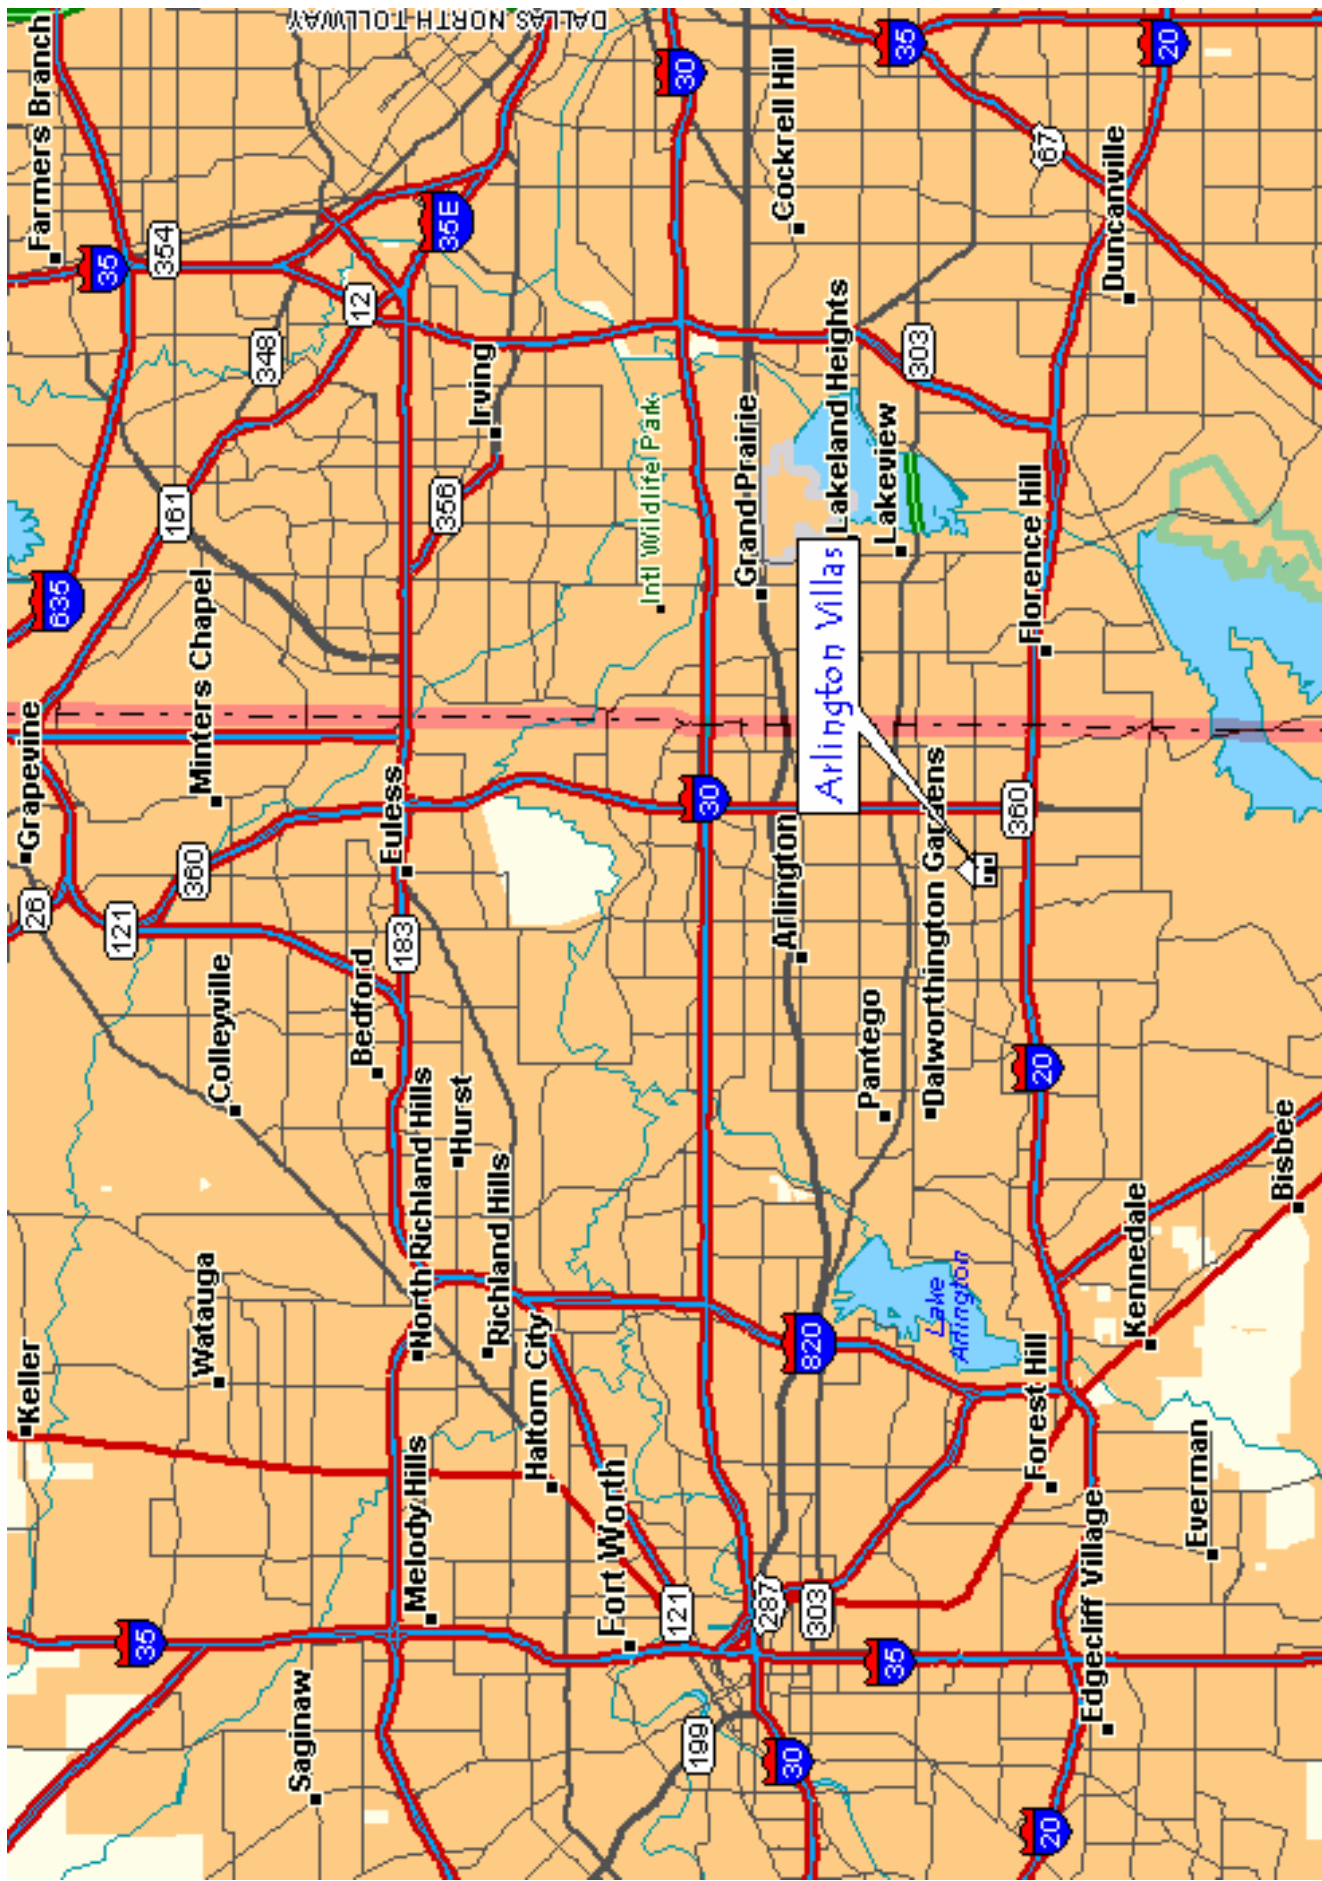 Keller
26
Grapevine
635
Farmers Branch
35
121
35
354
Saginaw
Watauga
Colleyville
360
Minters Chapel
161
348
DALLAS NORTH TOLLWAY
Melody Hills
North Richland Hills
Bedford
183
Euless
12
Hurst
356
35E
Richland Hills
Irving
Haltom City
Fort Worth
Intl Wildlife Park
199
121
30
30
30
287
Arlington
Grand Prairie
Cockrell Hill
303
820
Arlington Villas
Lakeland Heights
35
Pantego
Lakeview
303
35
Lake
Arlington
Dalworthington Gardens
20
Forest Hill
20
360
Florence Hill
67
Edgecliff Village
Kennedale
Duncanville
20
Everman
Bisbee